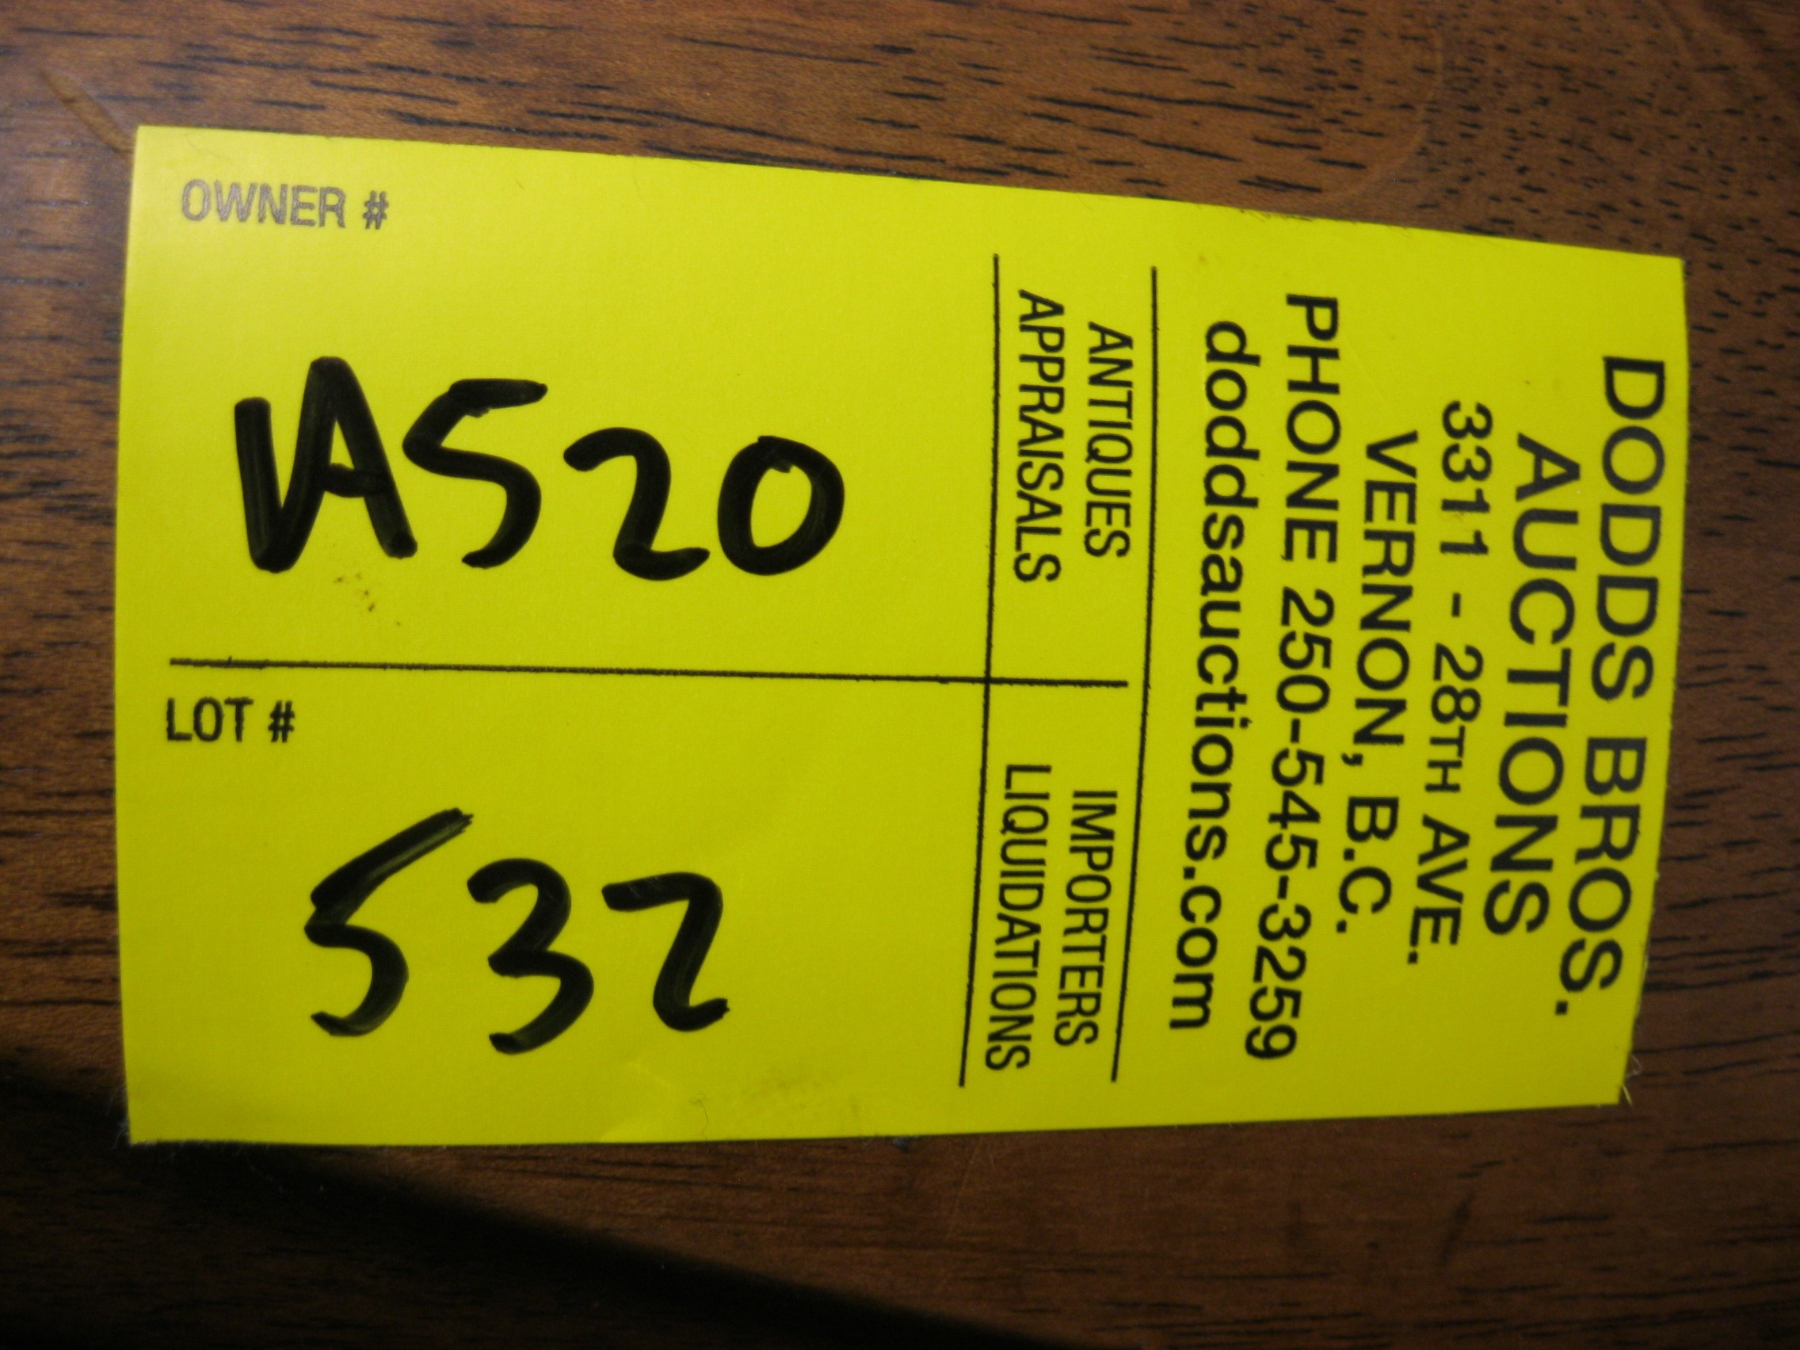 DODDS BROS.
AUCTIONS
3311 - 28TH AVE.
VERNON, B.C.
PHONE 250-545-3259
doddsauctions.com
ANTIQUES
APPRAISALS
IMPORTERS
LIQUIDATIONS
OWNER #
VA520
LOT #
532